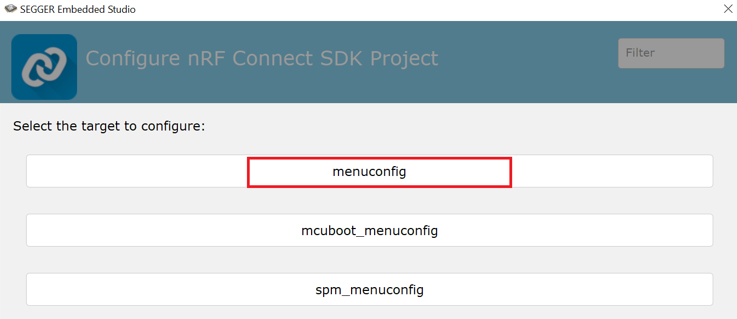 SEGGER Embedded Studio
Configure nRF Connect SDK Project
Filter
Select the target to configure:
menuconfig
mcuboot_menuconfig
spm_menuconfig